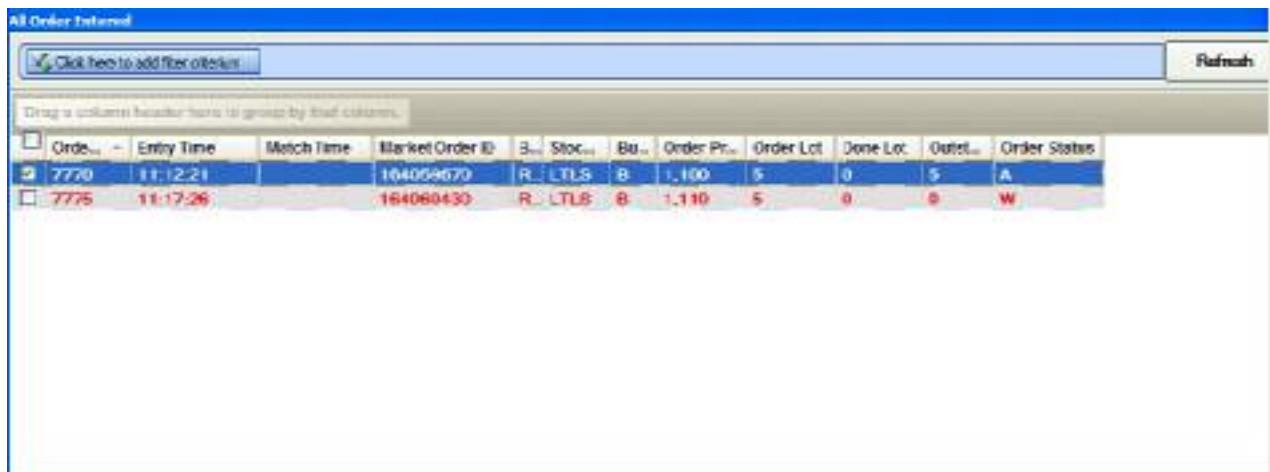 All Order Entered
Click here to add filter criterium Refresh
Drag a column header here to group by that column.
Orde... Entry Time Match Time Market Order ID B... Stoc... Bu... Order Pr... Order Lot Done Lot Outst... Order Status
7770 11:12:21 164059670 R... LTLS B 1,100 5 0 5 A
7775 11:17:26 164060430 R... LTLS B 1,110 5 0 0 W